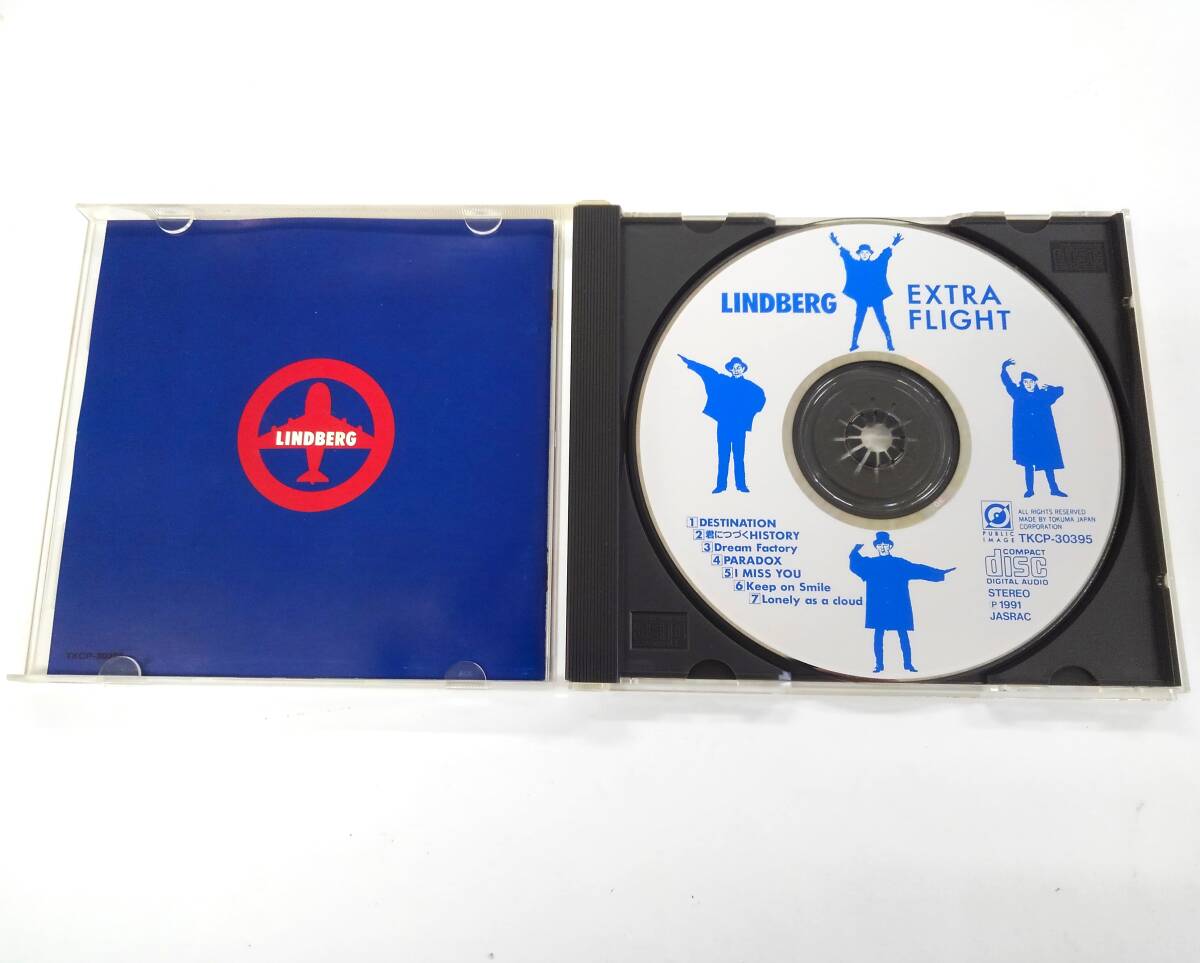 LINDBERG
TKCP-30395
LINDBERG
EXTRA
FLIGHT
1 DESTINATION
2 君につづくHISTORY
3 Dream Factory
4 PARADOX
5 I MISS YOU
6 Keep on Smile
7 Lonely as a cloud
PUBLIC
IMAGE
ALL RIGHTS RESERVED
MADE BY TOKUMA JAPAN
CORPORATION
TKCP-30395
COMPACT
disc
DIGITAL AUDIO
STEREO
Ⓟ 1991
JASRAC